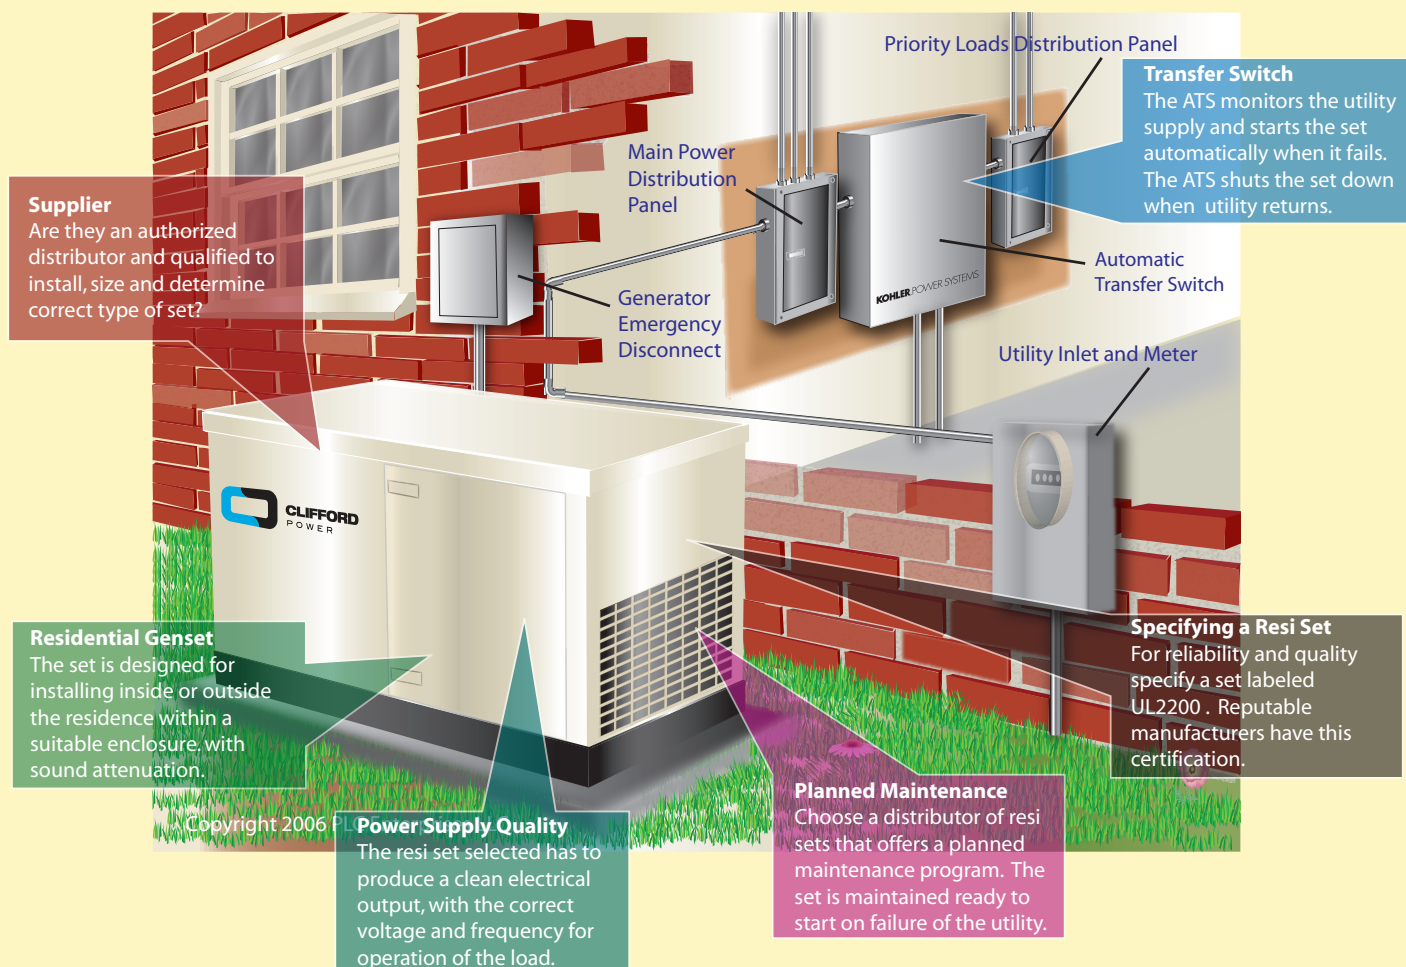 Priority Loads Distribution Panel
Transfer Switch
The ATS monitors the utility
supply and starts the set
automatically when it fails.
The ATS shuts the set down
when utility returns.
Main Power
Distribution
Panel
Supplier
Are they an authorized
distributor and qualified to
install, size and determine
correct type of set?
Generator
Emergency
Disconnect
KOHLER POWER SYSTEMS
Automatic
Transfer Switch
Utility Inlet and Meter
CLIFFORD
POWER
Residential Genset
The set is designed for
installing inside or outside
the residence within a
suitable enclosure. with
sound attenuation.
Specifying a Resi Set
For reliability and quality
specify a set labeled
UL2200 . Reputable
manufacturers have this
certification.
Planned Maintenance
Choose a distributor of resi
sets that offers a planned
maintenance program. The
set is maintained ready to
start on failure of the utility.
Copyright 2006
Power Supply Quality
The resi set selected has to
produce a clean electrical
output, with the correct
voltage and frequency for
operation of the load.